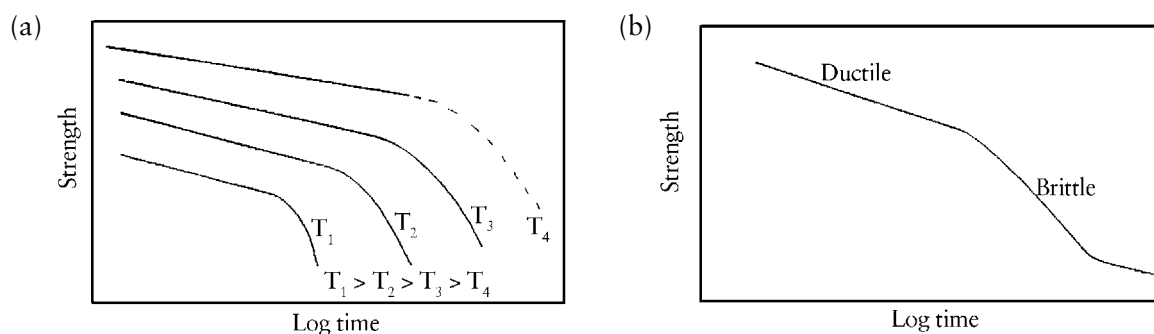 (a)
Strength
T₁
T₂
T₃
T₄
T₁ > T₂ > T₃ > T₄
Log time
(b)
Strength
Ductile
Brittle
Log time